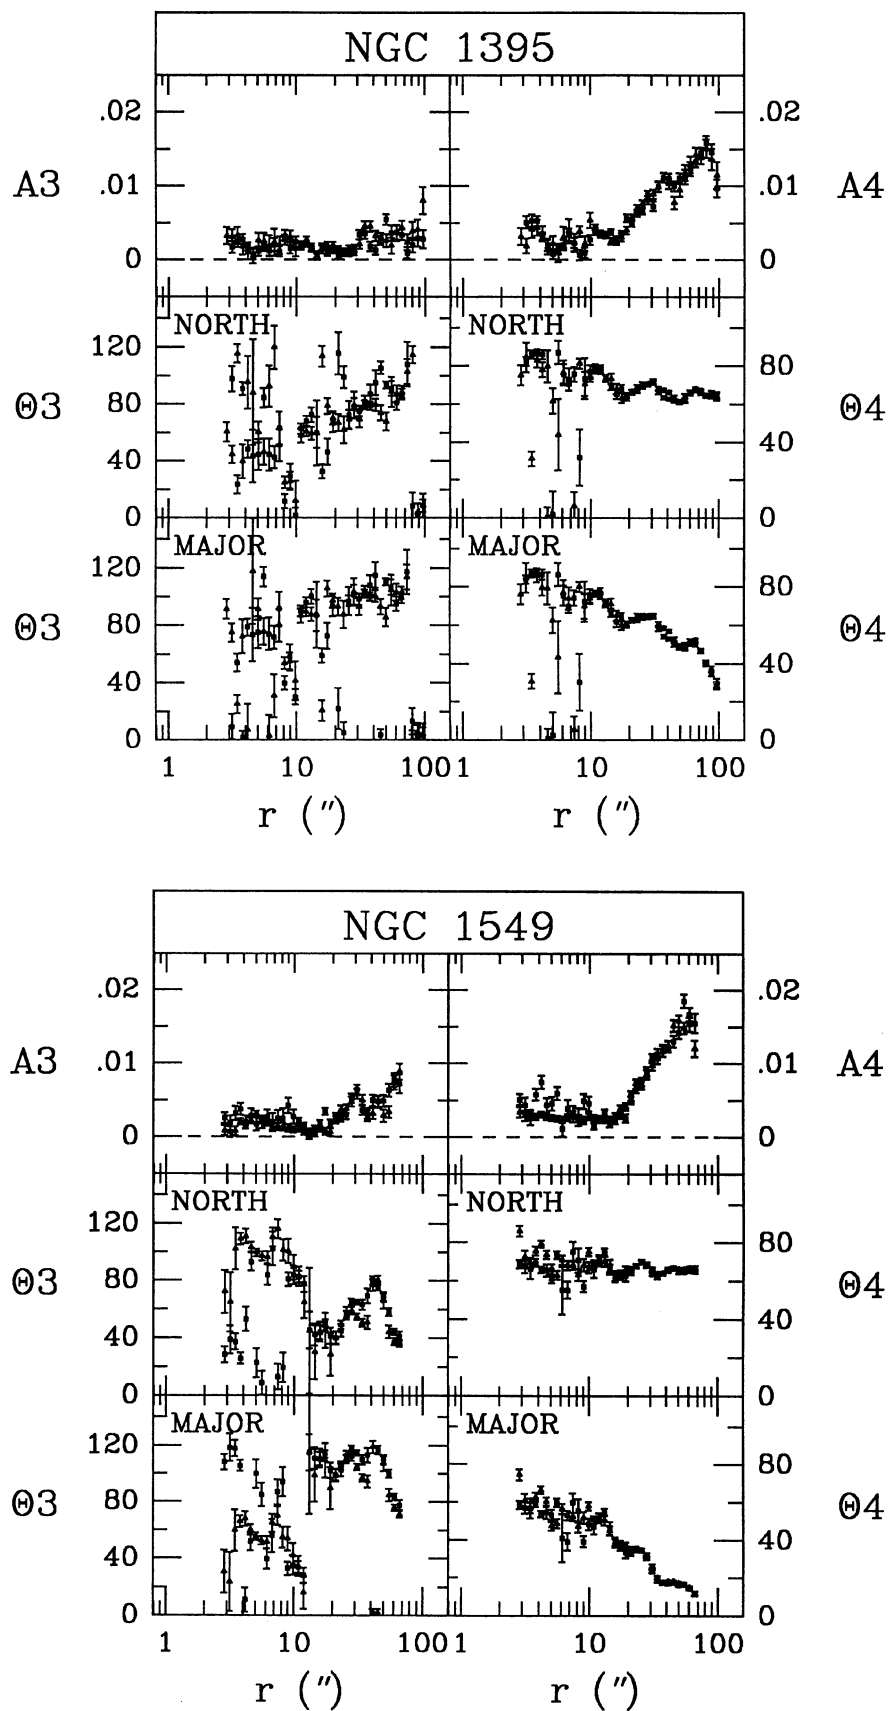 NGC 1395
.02 .02
A3 .01 .01 A4
0 0
NORTH NORTH
120
80
Θ3 80 Θ4
40 40
0 0
MAJOR MAJOR
120
80
Θ3 80 Θ4
40 40
0 0
1 10 100 1 10 100
r (″) r (″)
NGC 1549
.02 .02
A3 .01 .01 A4
0 0
NORTH NORTH
120
80
Θ3 80 Θ4
40 40
0 0
MAJOR MAJOR
120
80
Θ3 80 Θ4
40 40
0 0
1 10 100 1 10 100
r (″) r (″)